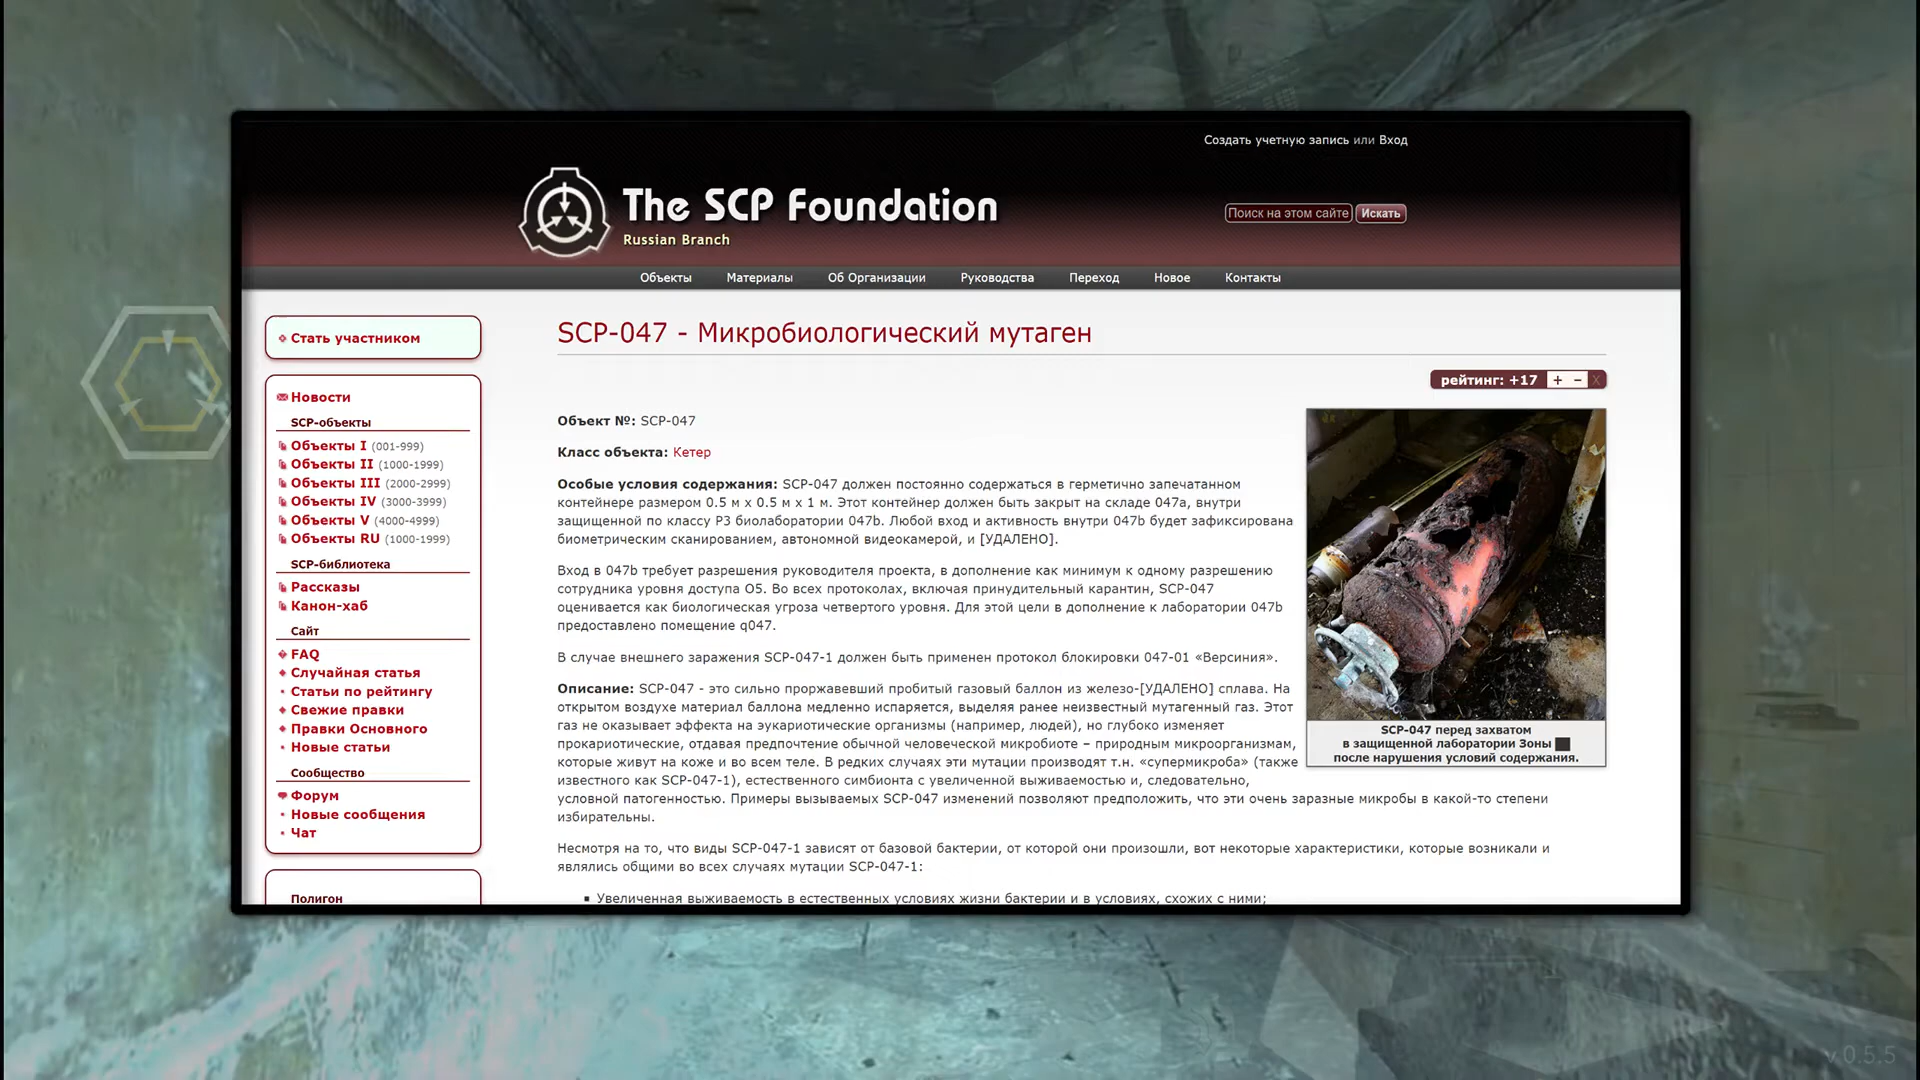 Создать учетную запись или Вход
The SCP Foundation
Russian Branch
Поиск на этом сайте Искать
Объекты Материалы Об Организации Руководства Переход Новое Контакты
Стать участником
Новости
SCP-объекты
Объекты I (001-999)
Объекты II (1000-1999)
Объекты III (2000-2999)
Объекты IV (3000-3999)
Объекты V (4000-4999)
Объекты RU (1000-1999)
SCP-библиотека
Рассказы
Канон-хаб
Сайт
FAQ
Случайная статья
Статьи по рейтингу
Свежие правки
Правки Основного
Новые статьи
Сообщество
Форум
Новые сообщения
Чат
Полигон
SCP-047 - Микробиологический мутаген
рейтинг: +17 + − X
Объект №: SCP-047
Класс объекта: Кетер
Особые условия содержания: SCP-047 должен постоянно содержаться в герметично запечатанном
контейнере размером 0.5 м x 0.5 м x 1 м. Этот контейнер должен быть закрыт на складе 047a, внутри
защищенной по классу P3 биолаборатории 047b. Любой вход и активность внутри 047b будет зафиксирована
биометрическим сканированием, автономной видеокамерой, и [УДАЛЕНО].
Вход в 047b требует разрешения руководителя проекта, в дополнение как минимум к одному разрешению
сотрудника уровня доступа O5. Во всех протоколах, включая принудительный карантин, SCP-047
оценивается как биологическая угроза четвертого уровня. Для этой цели в дополнение к лаборатории 047b
предоставлено помещение q047.
В случае внешнего заражения SCP-047-1 должен быть применен протокол блокировки 047-01 «Версиния».
Описание: SCP-047 - это сильно проржавевший пробитый газовый баллон из железо-[УДАЛЕНО] сплава. На
открытом воздухе материал баллона медленно испаряется, выделяя ранее неизвестный мутагенный газ. Этот
газ не оказывает эффекта на эукариотические организмы (например, людей), но глубоко изменяет
прокариотические, отдавая предпочтение обычной человеческой микробиоте – природным микроорганизмам,
которые живут на коже и во всем теле. В редких случаях эти мутации производят т.н. «супермикроба» (также
известного как SCP-047-1), естественного симбионта с увеличенной выживаемостью и, следовательно,
условной патогенностью. Примеры вызываемых SCP-047 изменений позволяют предположить, что эти очень заразные микробы в какой-то степени
избирательны.
Несмотря на то, что виды SCP-047-1 зависят от базовой бактерии, от которой они произошли, вот некоторые характеристики, которые возникали и
являлись общими во всех случаях мутации SCP-047-1:
Увеличенная выживаемость в естественных условиях жизни бактерии и в условиях, схожих с ними;
SCP-047 перед захватом
в защищенной лаборатории Зоны ██
после нарушения условий содержания.
v 0.5.5